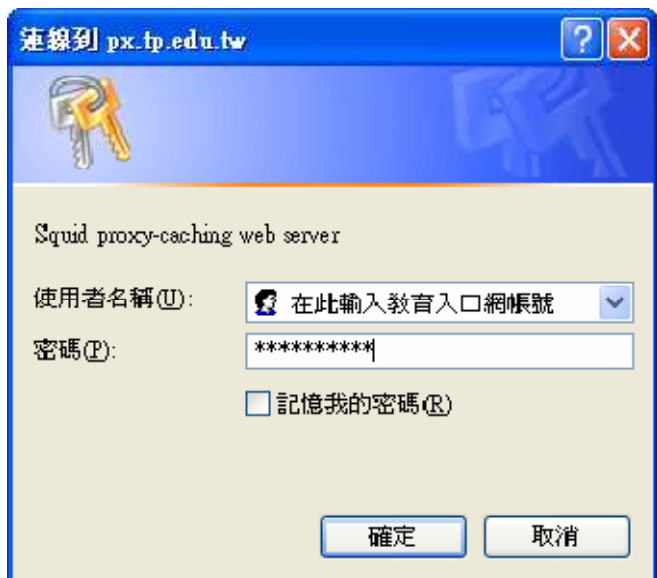 連線到 px.tp.edu.tw
Squid proxy-caching web server
使用者名稱(U): 在此輸入教育入口網帳號
密碼(P): **********
記憶我的密碼(R)
確定 取消